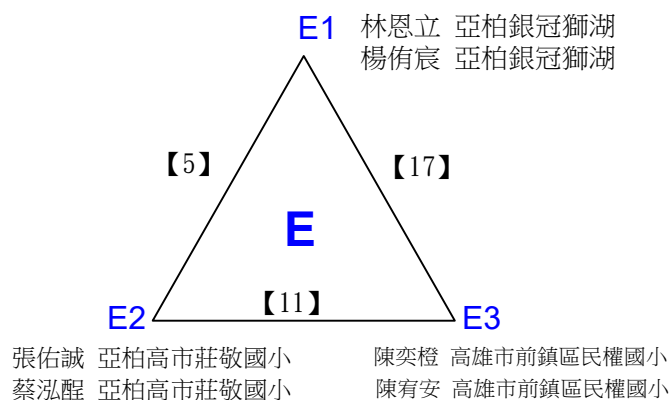 E1 林恩立 亞柏銀冠獅湖
楊侑宸 亞柏銀冠獅湖
【5】 【17】
E
【11】
E2 E3
張佑誠 亞柏高市莊敬國小 陳奕橙 高雄市前鎮區民權國小
蔡泓酲 亞柏高市莊敬國小 陳宥安 高雄市前鎮區民權國小